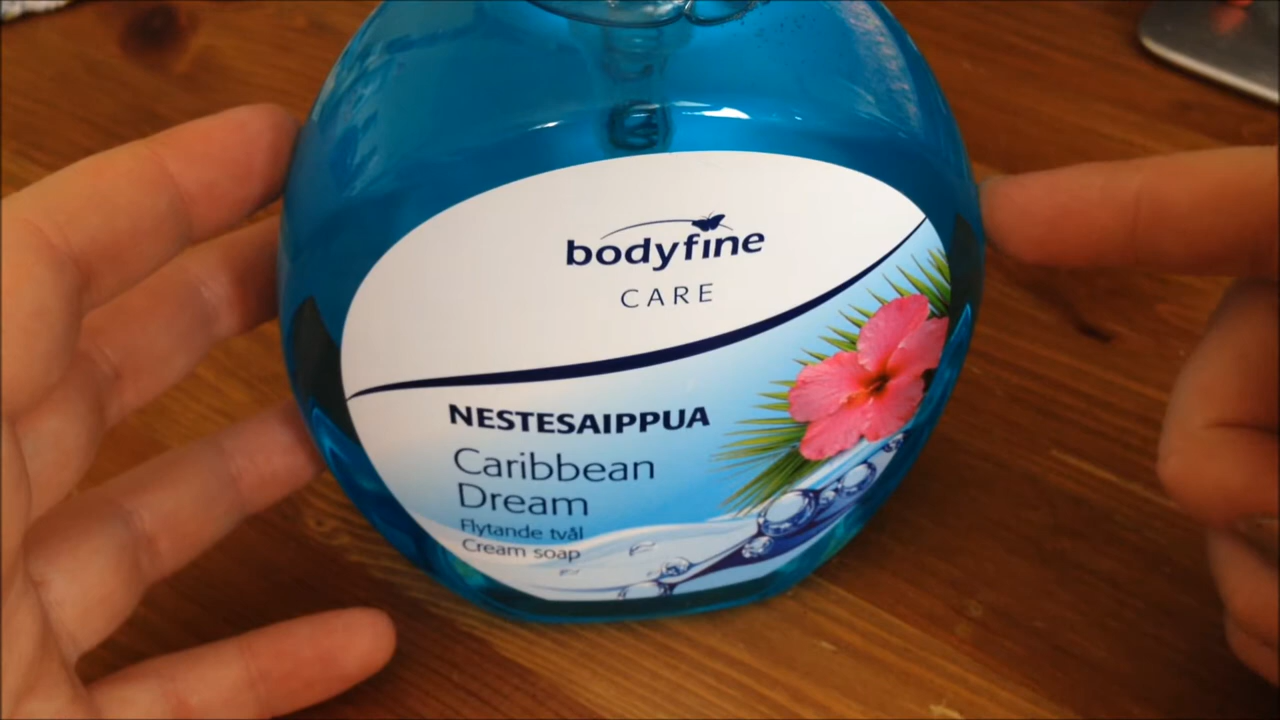 bodyfine
CARE
NESTESAIPPUA
Caribbean
Dream
Flytande tvål
Cream soap